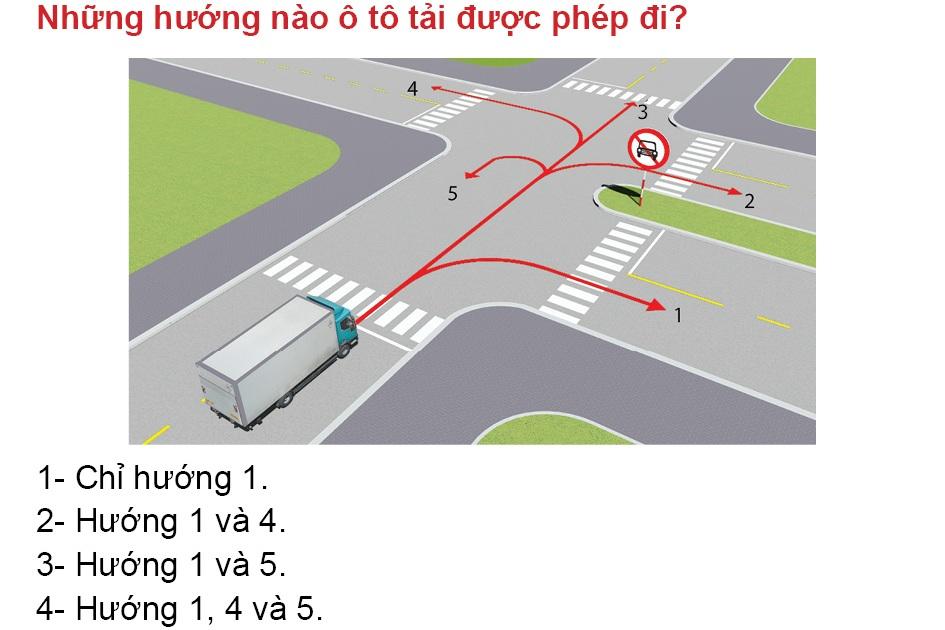 Những hướng nào ô tô tải được phép đi?
4
3
5
2
1
1- Chỉ hướng 1.
2- Hướng 1 và 4.
3- Hướng 1 và 5.
4- Hướng 1, 4 và 5.